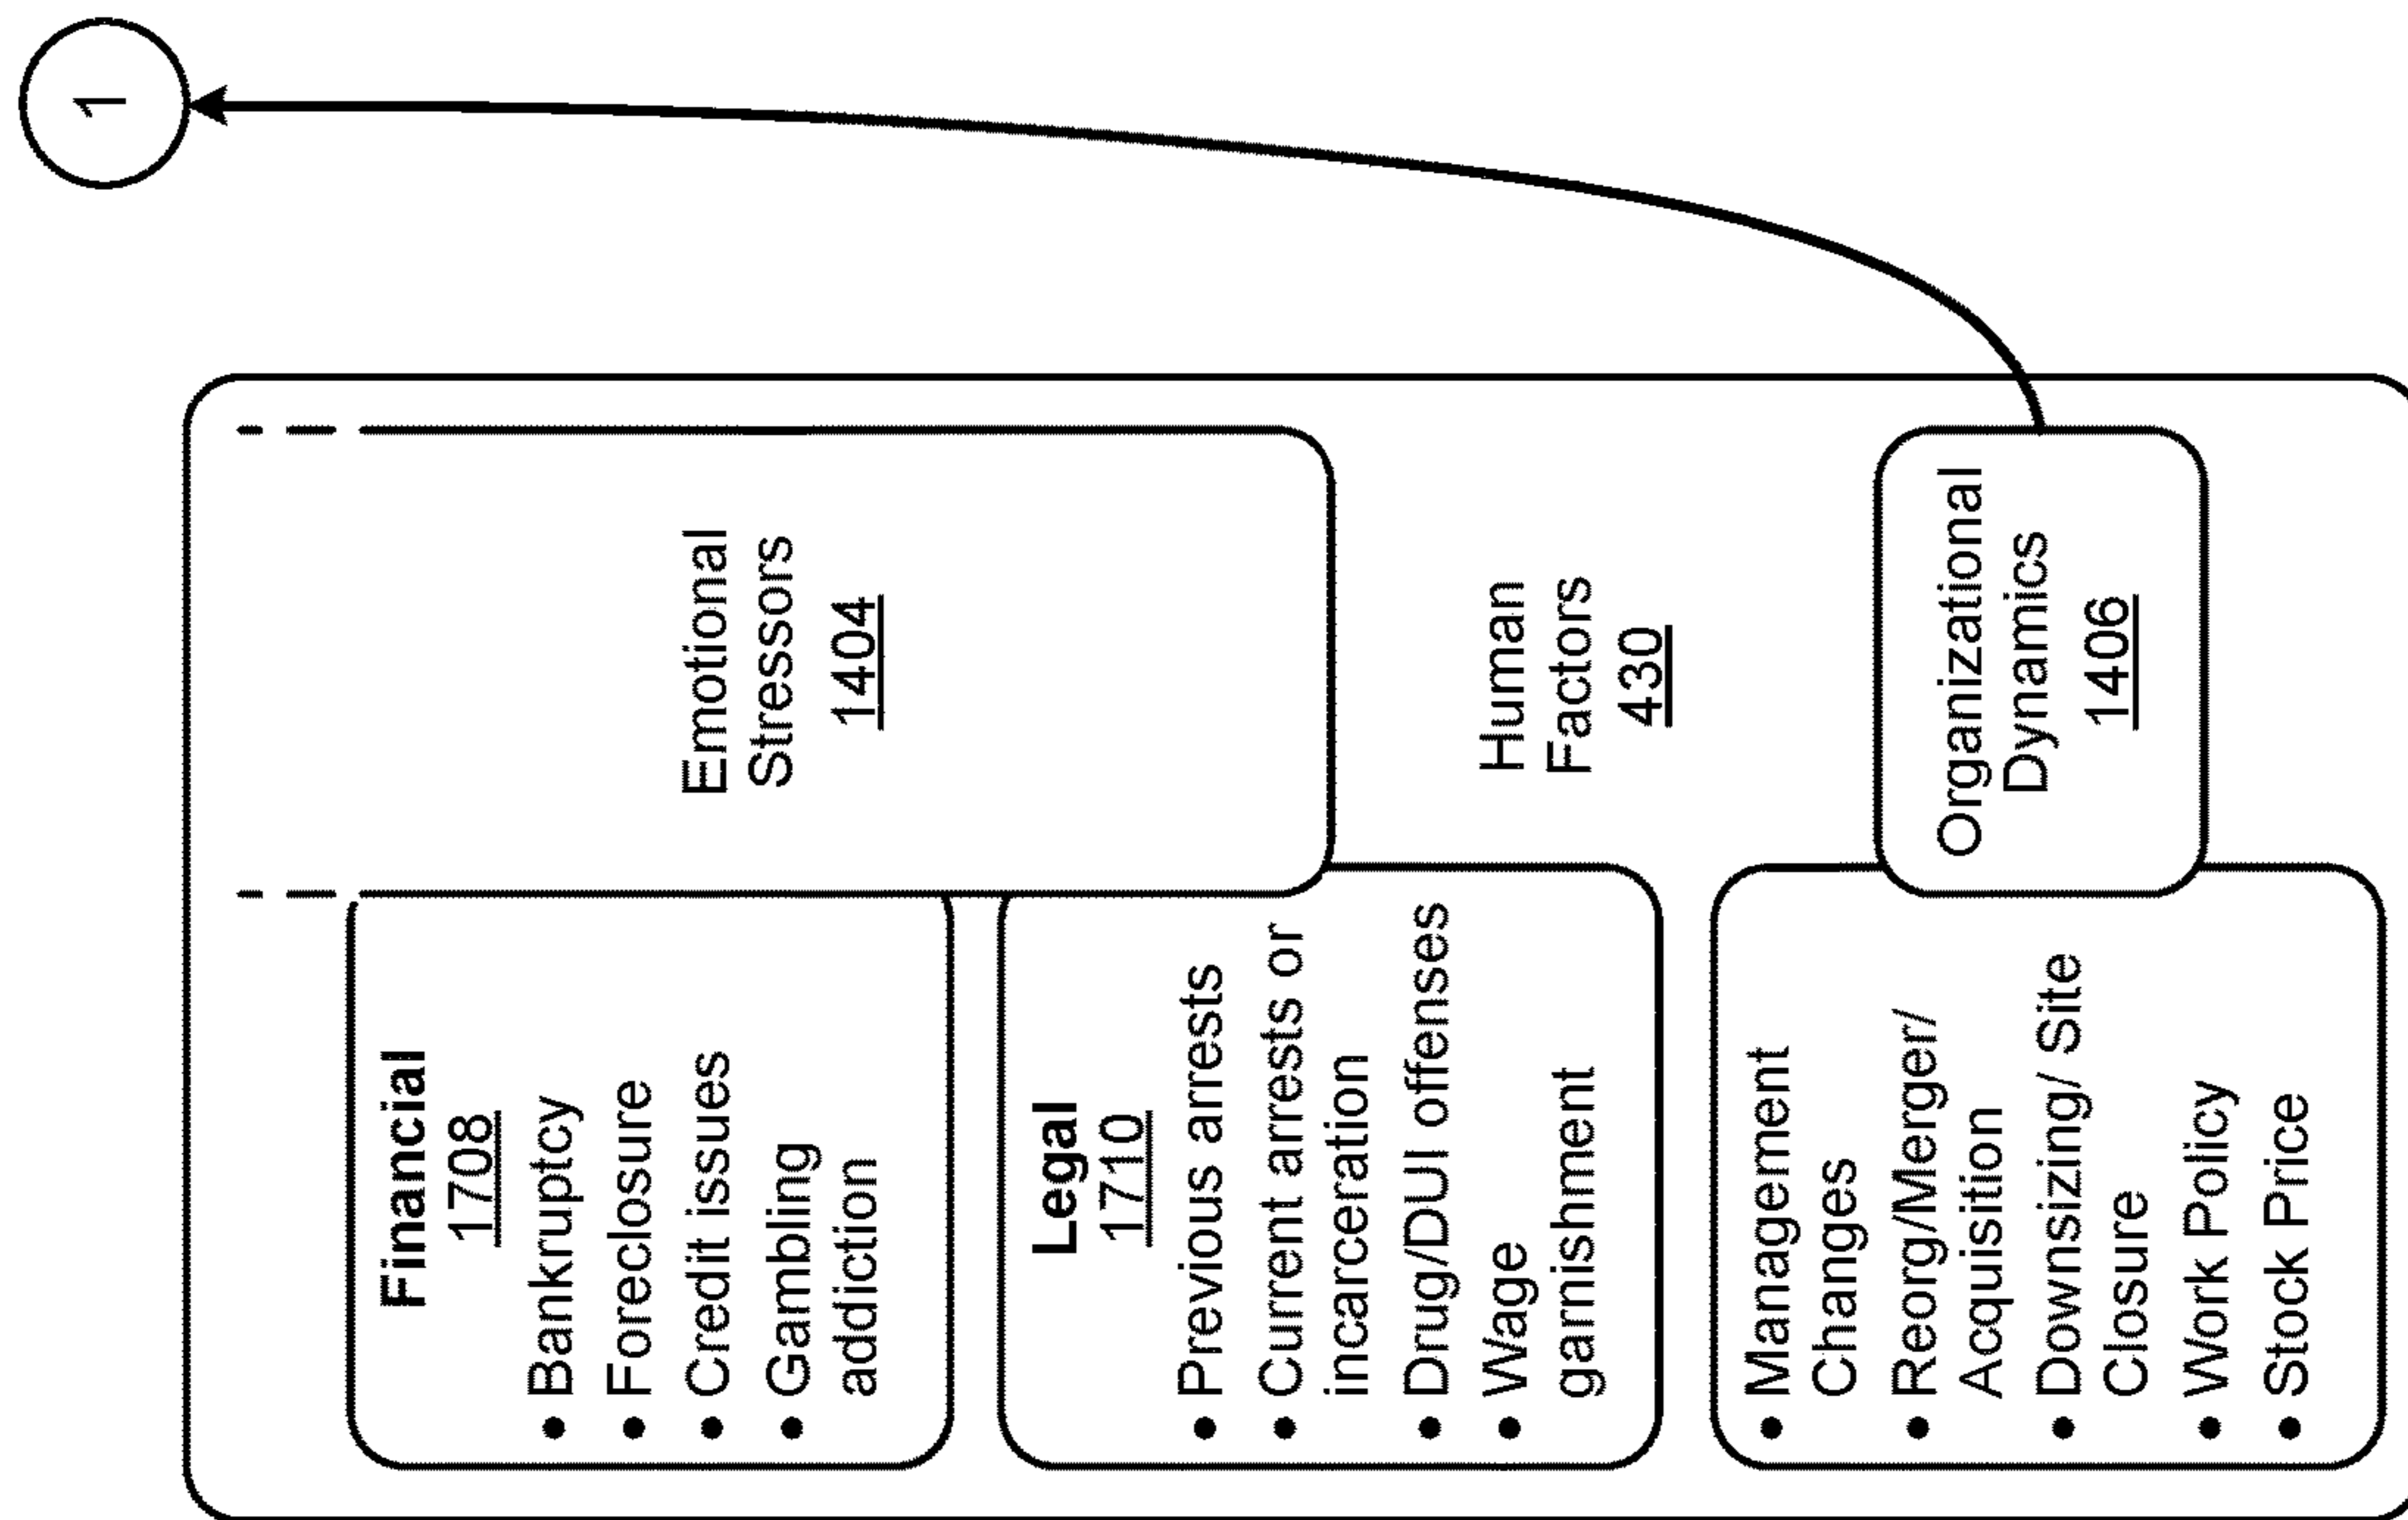 1
Financial
1708
• Bankruptcy
• Foreclosure
• Credit issues
• Gambling
addiction
Emotional
Stressors
1404
Legal
1710
• Previous arrests
• Current arrests or
incarceration
• Drug/DUI offenses
• Wage
garnishment
Human
Factors
430
• Management
Changes
• Reorg/Merger/
Acquisition
• Downsizing/ Site
Closure
• Work Policy
• Stock Price
Organizational
Dynamics
1406